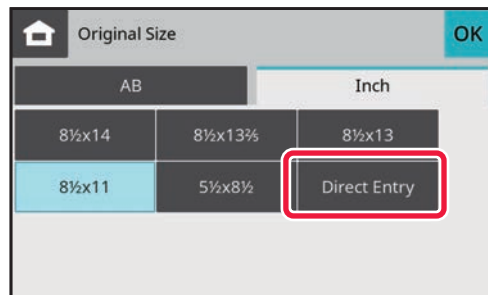 Original Size OK
AB Inch
8½x14 8½x13⅖ 8½x13
8½x11 5½x8½ Direct Entry